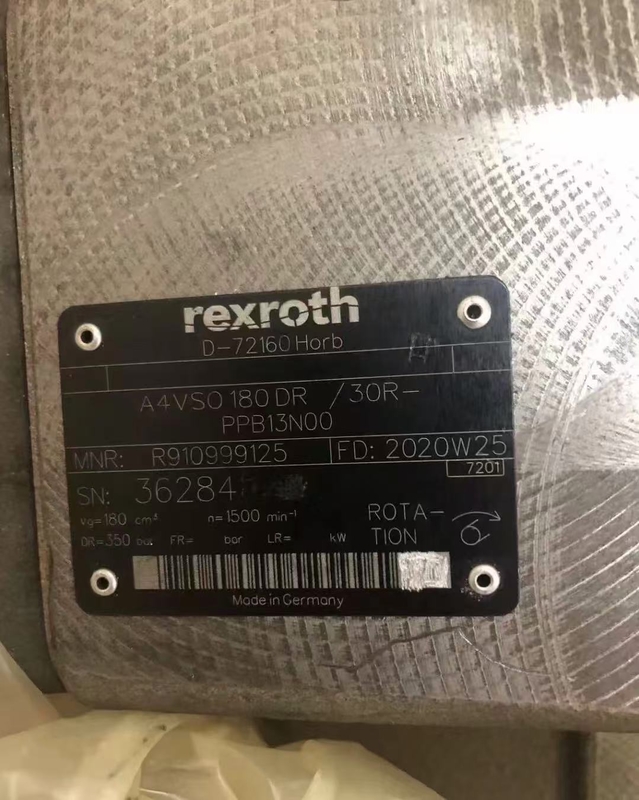 rexroth
D-72160 Horb
A4VSO 180 DR /30R-
PPB13N00
MNR: R910999125 FD: 2020W25
7201
SN: 36284
vg=180 cm³ n=1500 min⁻¹ ROTA-
DR=350 bar FR= bar LR= kW TION
Made in Germany